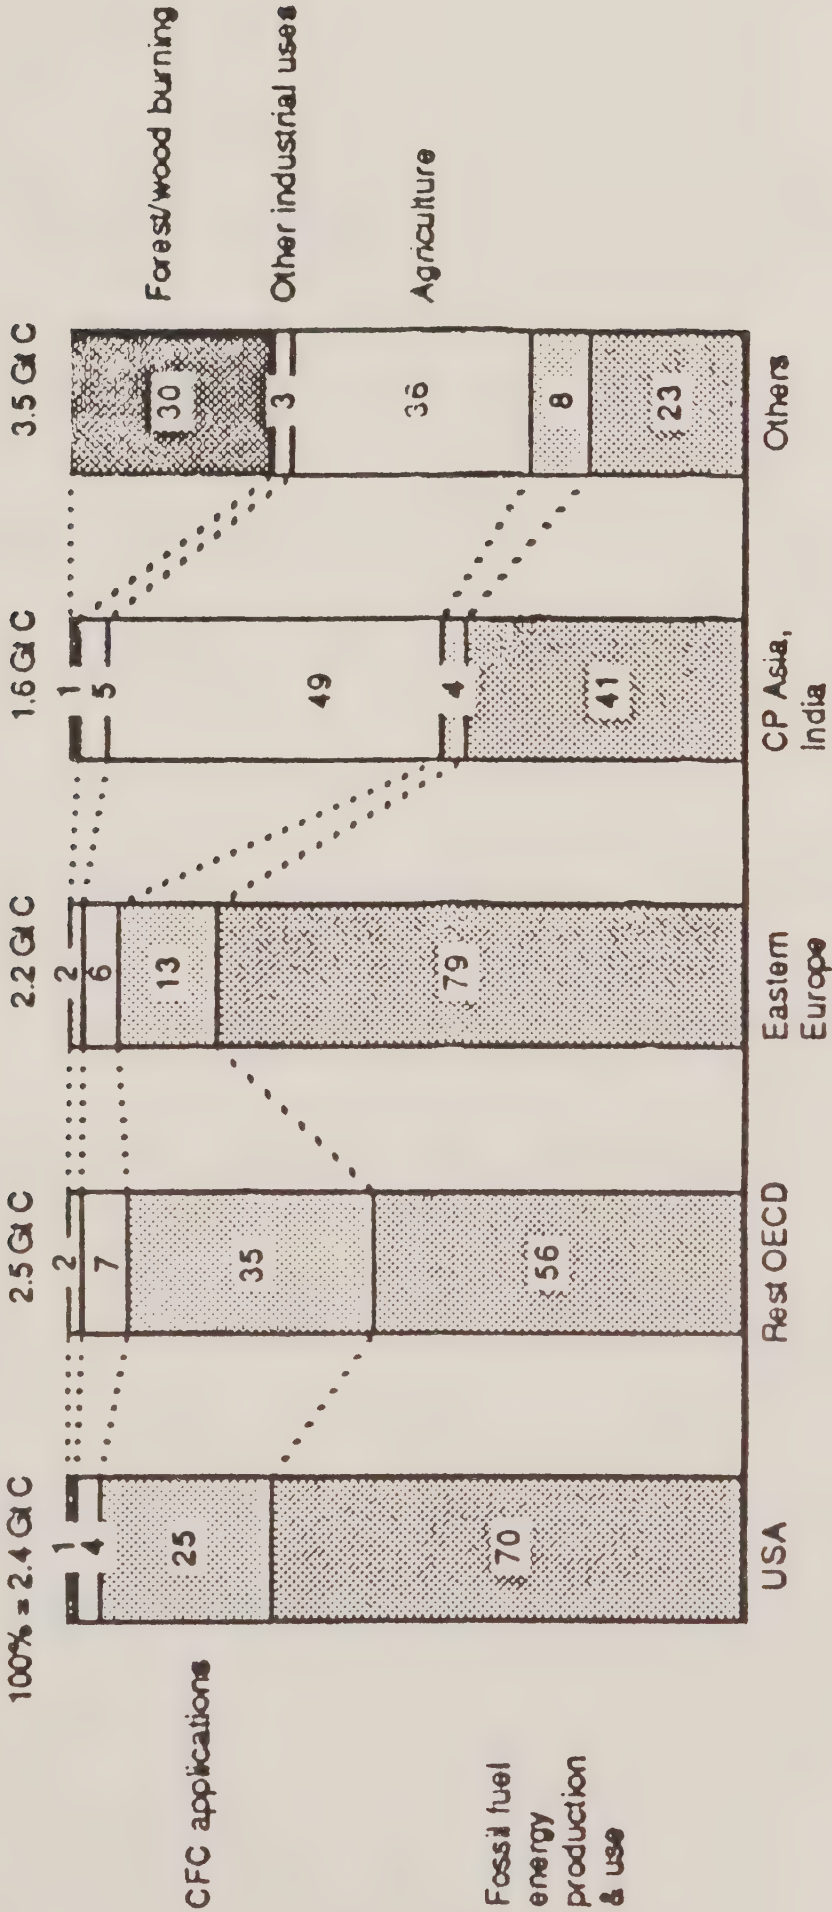 100% = 2.4 Gt C
2.5 Gt C
2.2 Gt C
1.6 Gt C
3.5 Gt C
1
4
25
70
2
7
35
56
2
6
13
79
1
5
49
4
41
30
3
36
8
23
CFC applications
Fossil fuel
energy
production
& use
Forest/wood burning
Other industrial uses
Agriculture
USA
Rest OECD
Eastern
Europe
CP Asia,
India
Others